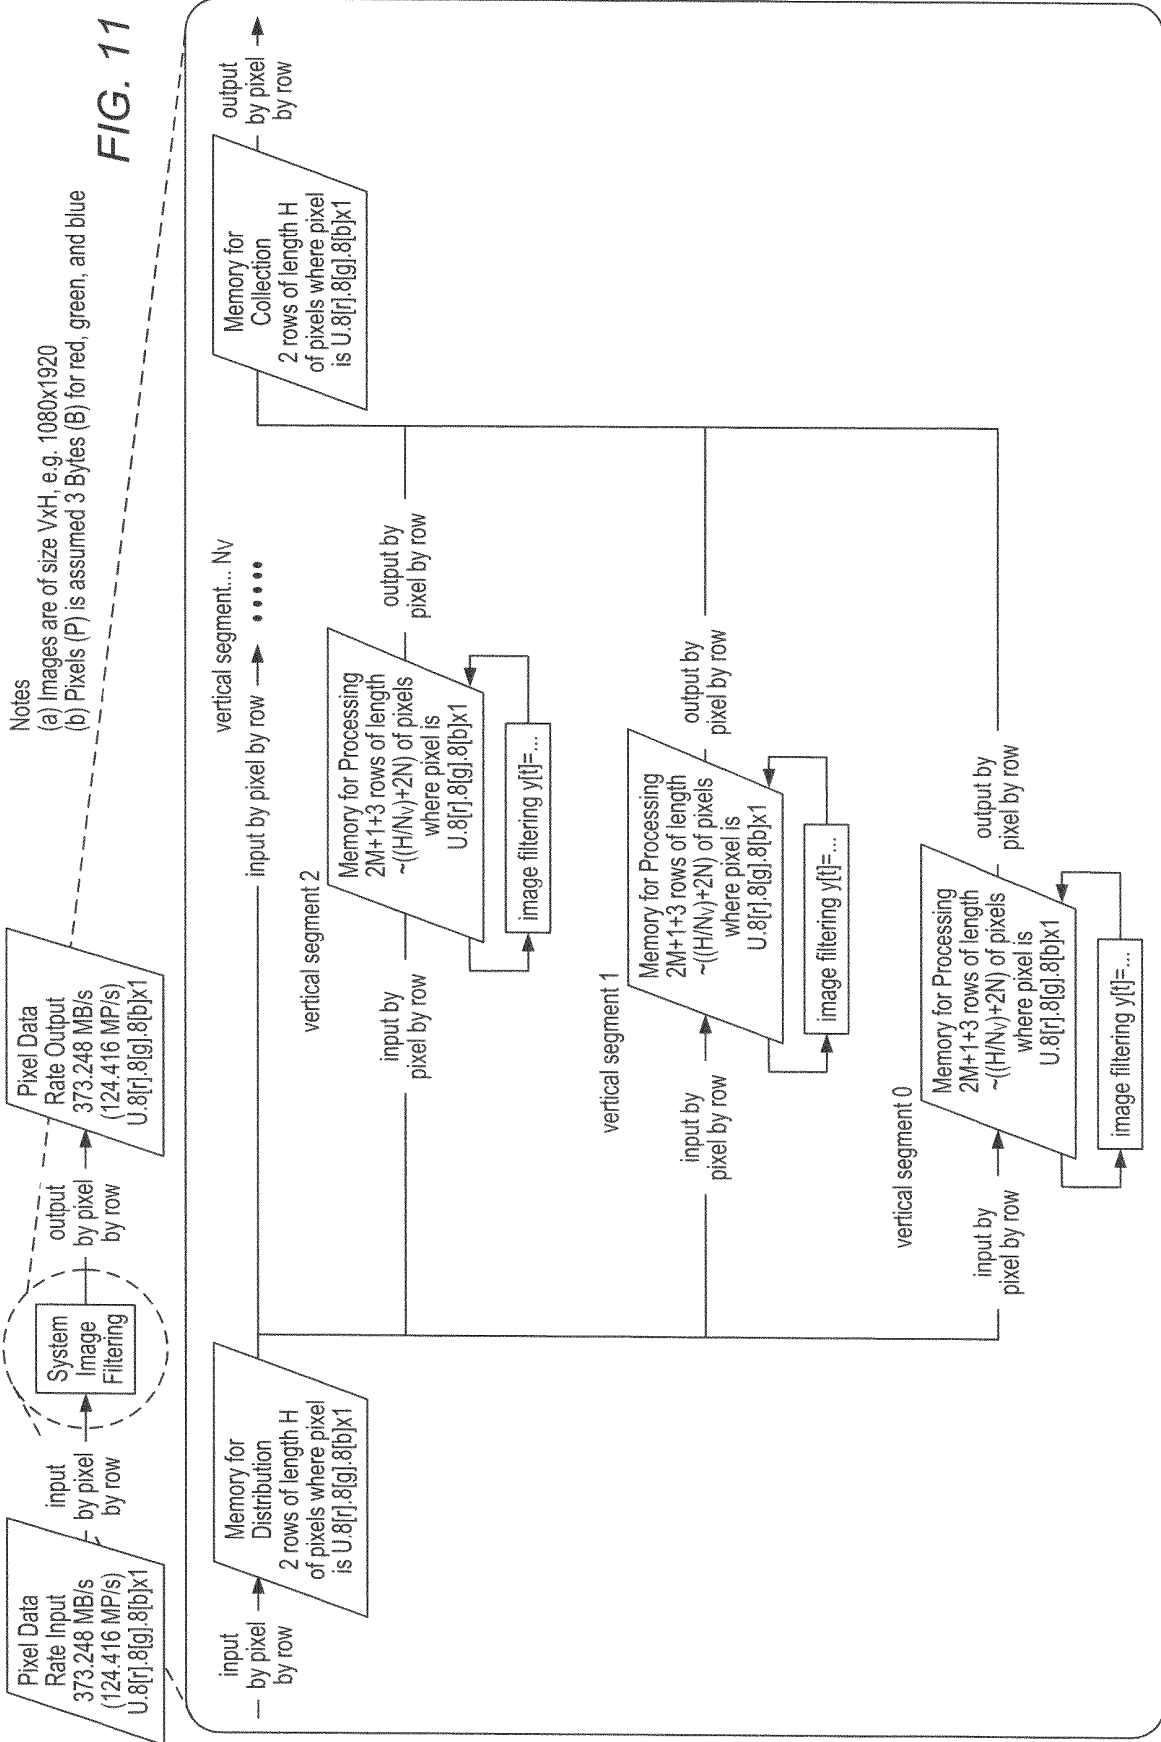 Pixel Data
Rate Input
373.248 MB/s
(124.416 MP/s)
U.8[r].8[g].8[b]x1
input
by pixel
by row
System
Image
Filtering
output
by pixel
by row
Pixel Data
Rate Output
373.248 MB/s
(124.416 MP/s)
U.8[r].8[g].8[b]x1
Notes
(a) Images are of size VxH, e.g. 1080x1920
(b) Pixels (P) is assumed 3 Bytes (B) for red, green, and blue
FIG. 11
input
by pixel
by row
Memory for
Distribution
2 rows of length H
of pixels where pixel
is U.8[r].8[g].8[b]x1
input by pixel by row
vertical segment... NV
.....
Memory for
Collection
2 rows of length H
of pixels where pixel
is U.8[r].8[g].8[b]x1
output
by pixel
by row
vertical segment 2
input by
pixel by row
Memory for Processing
2M+1+3 rows of length
~((H/NV)+2N) of pixels
where pixel is
U.8[r].8[g].8[b]x1
image filtering y[t]=...
output by
pixel by row
vertical segment 1
input by
pixel by row
Memory for Processing
2M+1+3 rows of length
~((H/NV)+2N) of pixels
where pixel is
U.8[r].8[g].8[b]x1
image filtering y[t]=...
output by
pixel by row
vertical segment 0
input by
pixel by row
Memory for Processing
2M+1+3 rows of length
~((H/NV)+2N) of pixels
where pixel is
U.8[r].8[g].8[b]x1
image filtering y[t]=...
output by
pixel by row